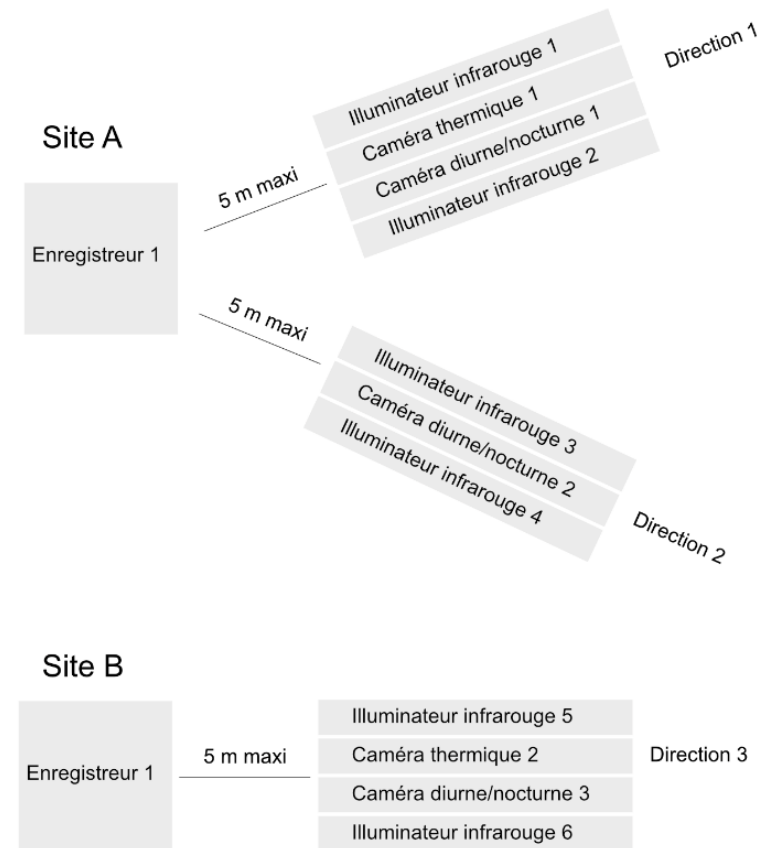 Site A
Enregistreur 1
5 m maxi
Illuminateur infrarouge 1
Caméra thermique 1
Caméra diurne/nocturne 1
Illuminateur infrarouge 2
Direction 1
5 m maxi
Illuminateur infrarouge 3
Caméra diurne/nocturne 2
Illuminateur infrarouge 4
Direction 2
Site B
Enregistreur 1
5 m maxi
Illuminateur infrarouge 5
Caméra thermique 2
Caméra diurne/nocturne 3
Illuminateur infrarouge 6
Direction 3